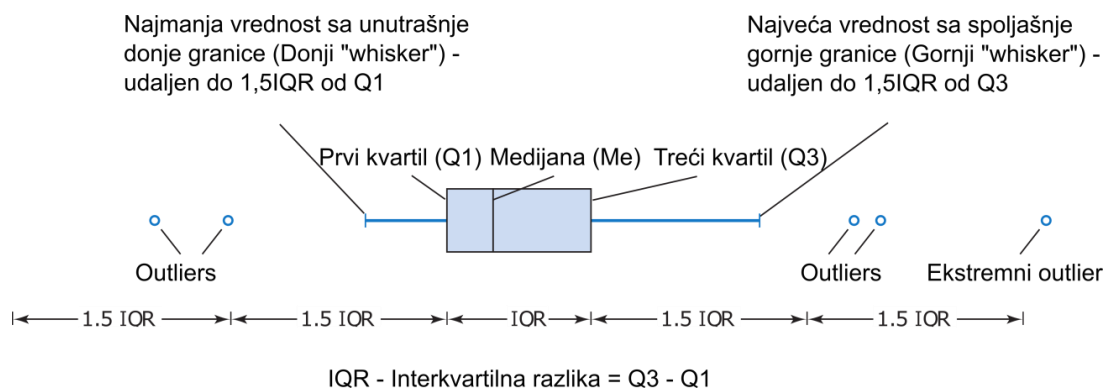 Najmanja vrednost sa unutrašnje
donje granice (Donji "whisker") -
udaljen do 1,5IQR od Q1
Najveća vrednost sa spoljašnje
gornje granice (Gornji "whisker") -
udaljen do 1,5IQR od Q3
Prvi kvartil (Q1) Medijana (Me) Treći kvartil (Q3)
Outliers Outliers Ekstremni outlier
1.5 IQR 1.5 IQR IQR 1.5 IQR 1.5 IQR
IQR - Interkvartilna razlika = Q3 - Q1